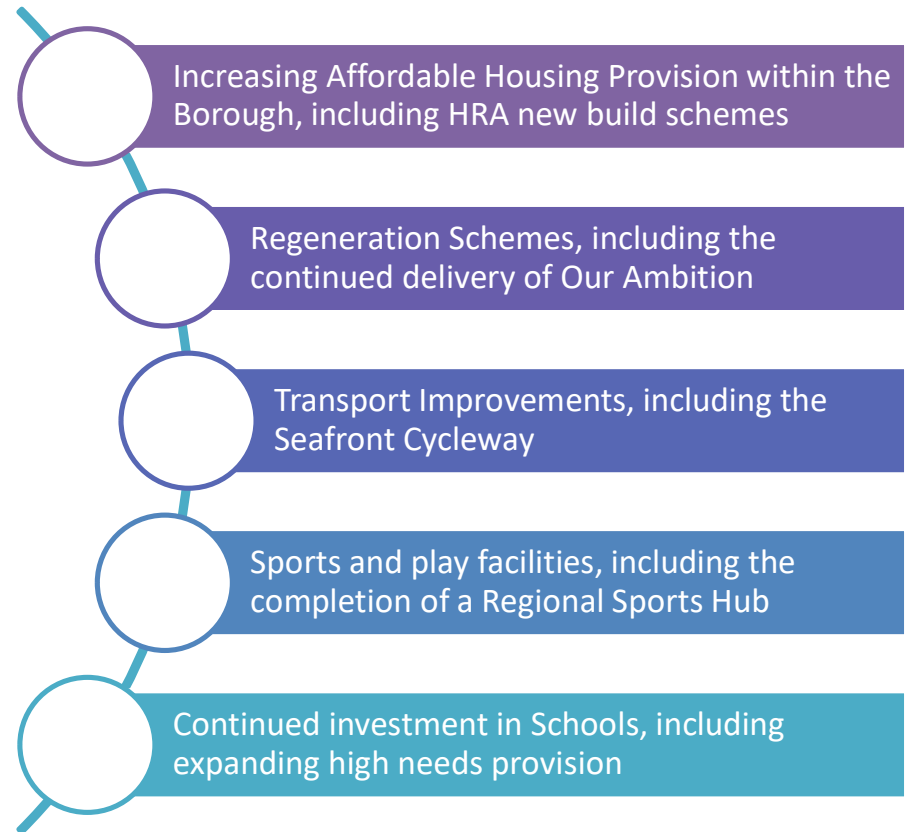 Increasing Affordable Housing Provision within the
Borough, including HRA new build schemes
Regeneration Schemes, including the
continued delivery of Our Ambition
Transport Improvements, including the
Seafront Cycleway
Sports and play facilities, including the
completion of a Regional Sports Hub
Continued investment in Schools, including
expanding high needs provision